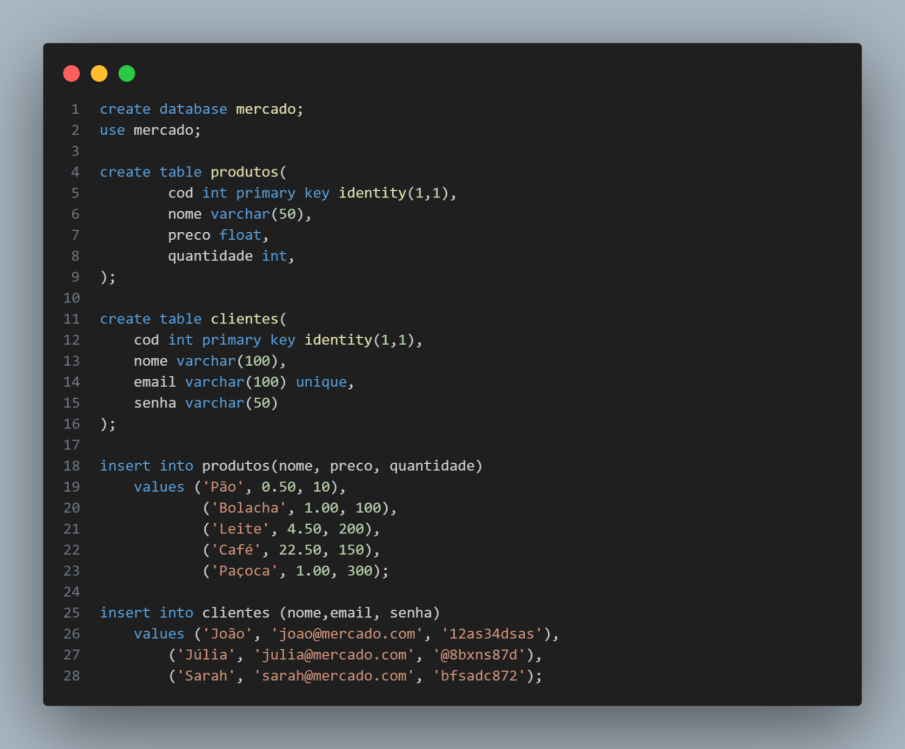 1 create database mercado;
2 use mercado;
3
4 create table produtos(
5 cod int primary key identity(1,1),
6 nome varchar(50),
7 preco float,
8 quantidade int,
9 );
10
11 create table clientes(
12 cod int primary key identity(1,1),
13 nome varchar(100),
14 email varchar(100) unique,
15 senha varchar(50)
16 );
17
18 insert into produtos(nome, preco, quantidade)
19 values ('Pão', 0.50, 10),
20 ('Bolacha', 1.00, 100),
21 ('Leite', 4.50, 200),
22 ('Café', 22.50, 150),
23 ('Paçoca', 1.00, 300);
24
25 insert into clientes (nome,email, senha)
26 values ('João', 'joao@mercado.com', '12as34dsas'),
27 ('Júlia', 'julia@mercado.com', '@8bxns87d'),
28 ('Sarah', 'sarah@mercado.com', 'bfsadc872');